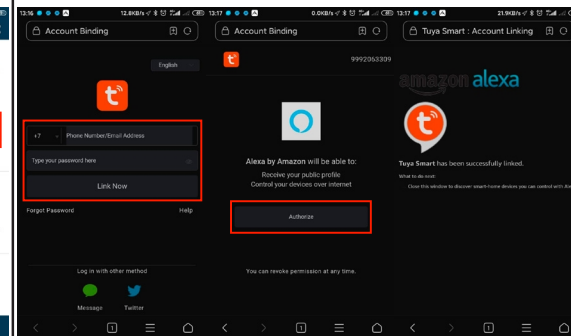 13:16
12.8KB/s
Account Binding
English
+7
Phone Number/Email Address
Type your password here
Link Now
Forgot Password
Help
Log in with other method
Message
Twitter
1
13:17
0.0KB/s
Account Binding
9992063309
Alexa by Amazon will be able to:
Receive your public profile
Control your devices over internet
Authorize
You can revoke permission at any time.
1
13:17
21.9KB/s
Tuya Smart : Account Linking
amazon alexa
Tuya Smart has been successfully linked.
What to do next:
Close this window to discover smart-home devices you can control with
1